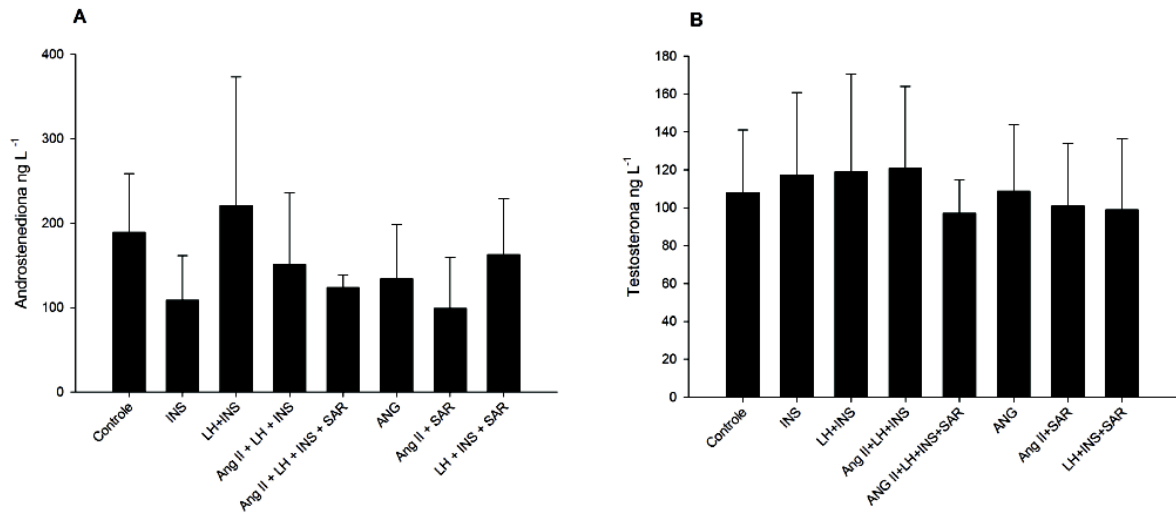 A
Androstenediona ng L⁻¹
400
300
200
100
0
Controle
INS
LH+INS
Ang II + LH + INS
Ang II + LH + INS + SAR
ANG
Ang II + SAR
LH + INS + SAR
B
Testosterona ng L⁻¹
180
160
140
120
100
80
60
40
20
0
Controle
INS
LH+INS
Ang II+LH+INS
ANG II+LH+INS+SAR
ANG
Ang II+SAR
LH+INS+SAR